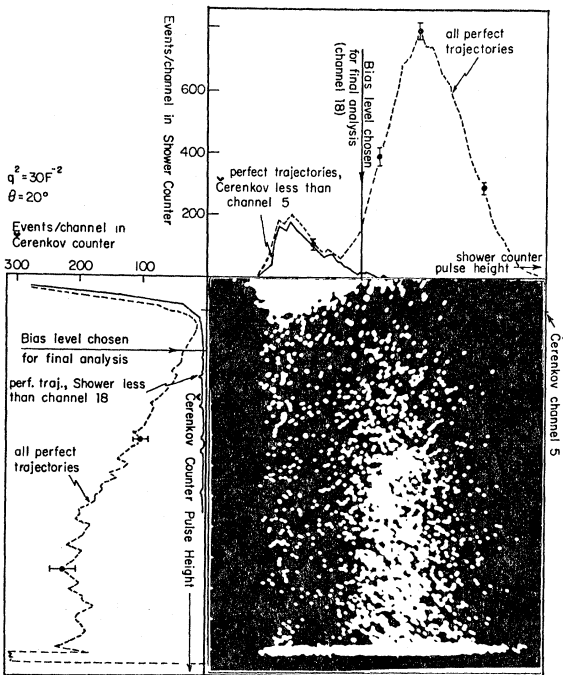 Events/channel in Shower Counter
600
400
200
all perfect
trajectories
Bias level chosen
for final analysis
(channel 18)
perfect trajectories,
Čerenkov less than
channel 5
q² = 30F⁻²
θ = 20°
Events/channel in
Čerenkov counter
300
200
100
shower counter
pulse height
Čerenkov channel 5
Bias level chosen
for final analysis
perf. traj., Shower less
than channel 18
all perfect
trajectories
Čerenkov Counter Pulse Height